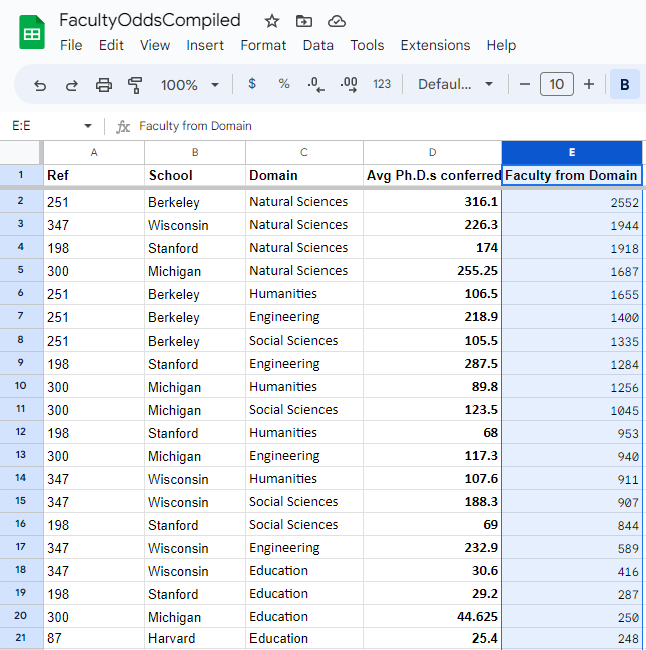 FacultyOddsCompiled
File Edit View Insert Format Data Tools Extensions Help
100% $ % .0 .00 123 Defaul... − 10 + B
E:E fx Faculty from Domain
A B C D E
1 Ref School Domain Avg Ph.D.s conferred Faculty from Domain
2 251 Berkeley Natural Sciences 316.1 2552
3 347 Wisconsin Natural Sciences 226.3 1944
4 198 Stanford Natural Sciences 174 1918
5 300 Michigan Natural Sciences 255.25 1687
6 251 Berkeley Humanities 106.5 1655
7 251 Berkeley Engineering 218.9 1400
8 251 Berkeley Social Sciences 105.5 1335
9 198 Stanford Engineering 287.5 1284
10 300 Michigan Humanities 89.8 1256
11 300 Michigan Social Sciences 123.5 1045
12 198 Stanford Humanities 68 953
13 300 Michigan Engineering 117.3 940
14 347 Wisconsin Humanities 107.6 911
15 347 Wisconsin Social Sciences 188.3 907
16 198 Stanford Social Sciences 69 844
17 347 Wisconsin Engineering 232.9 589
18 347 Wisconsin Education 30.6 416
19 198 Stanford Education 29.2 287
20 300 Michigan Education 44.625 250
21 87 Harvard Education 25.4 248